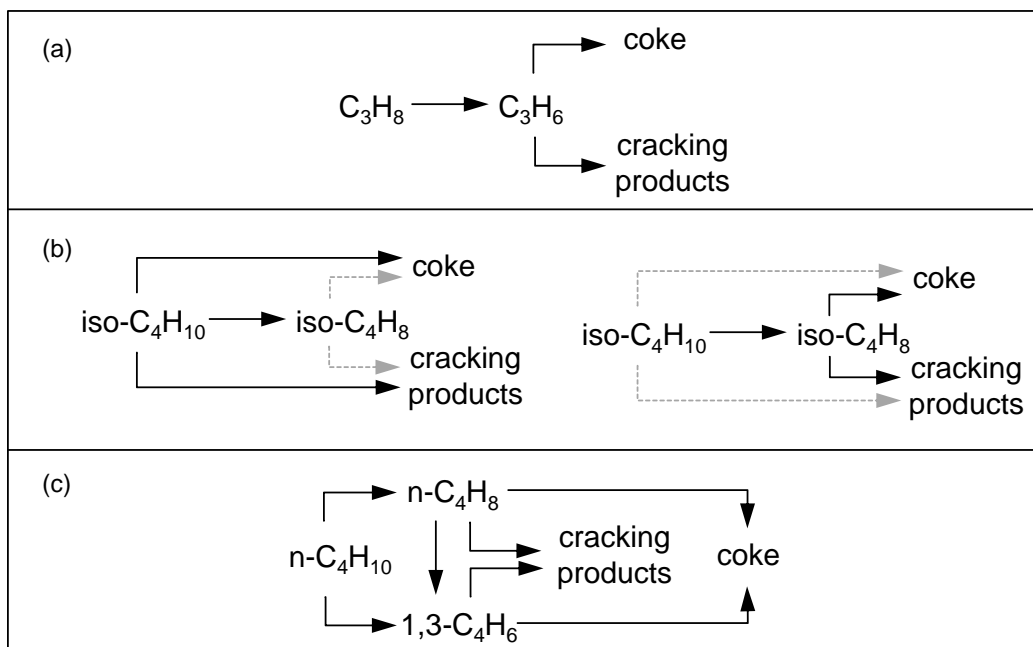 (a)
coke
C₃H₈
C₃H₆
cracking
products
(b)
coke
iso-C₄H₁₀
iso-C₄H₈
cracking
products
coke
iso-C₄H₁₀
iso-C₄H₈
cracking
products
(c)
n-C₄H₈
n-C₄H₁₀
cracking
products
coke
1,3-C₄H₆